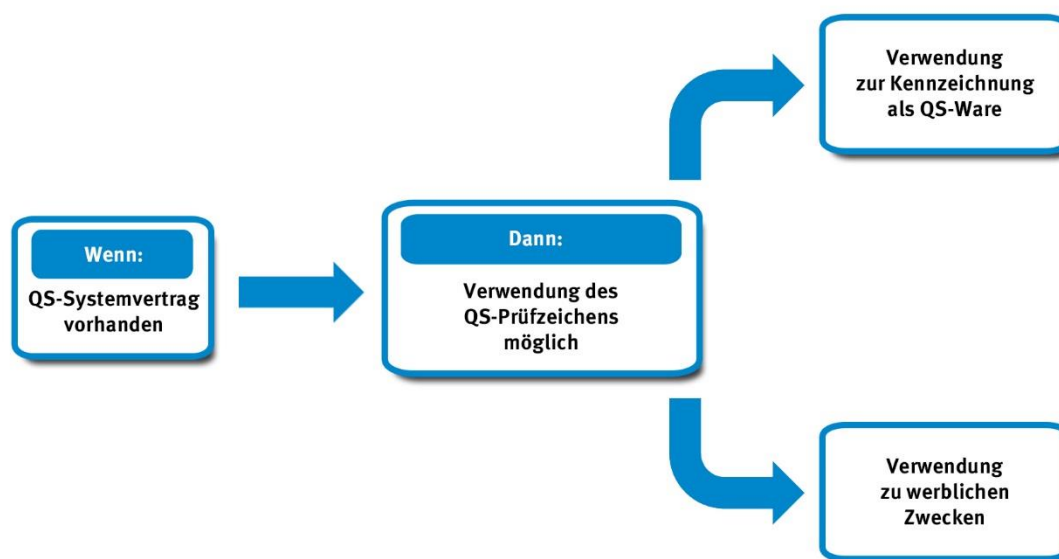 Wenn:
QS-Systemvertrag
vorhanden
Dann:
Verwendung des
QS-Prüfzeichens
möglich
Verwendung
zur Kennzeichnung
als QS-Ware
Verwendung
zu werblichen
Zwecken